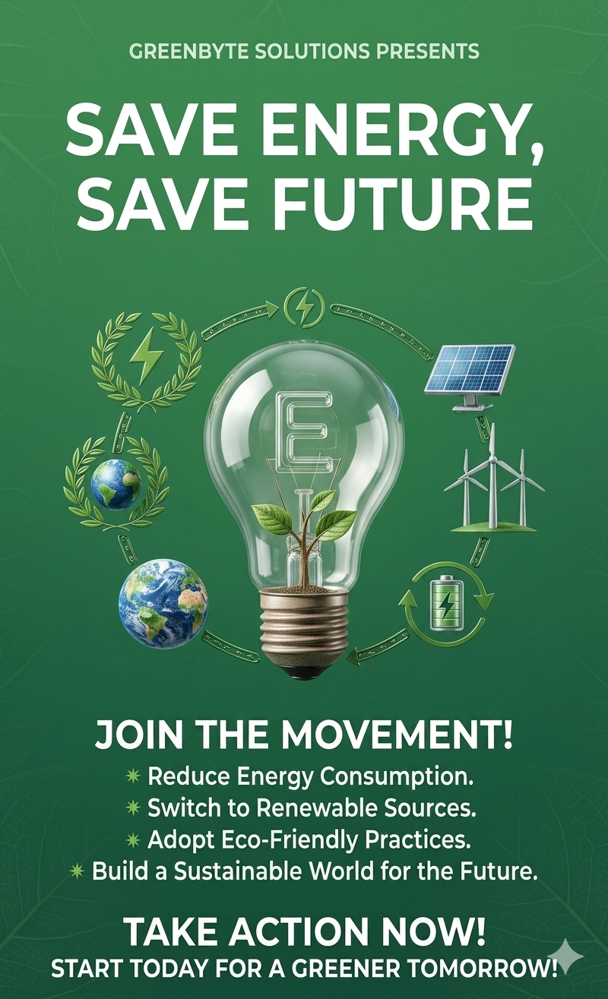 GREENBYTE SOLUTIONS PRESENTS
SAVE ENERGY,
SAVE FUTURE
E
JOIN THE MOVEMENT!
Reduce Energy Consumption.
Switch to Renewable Sources.
Adopt Eco-Friendly Practices.
Build a Sustainable World for the Future.
TAKE ACTION NOW!
START TODAY FOR A GREENER TOMORROW!